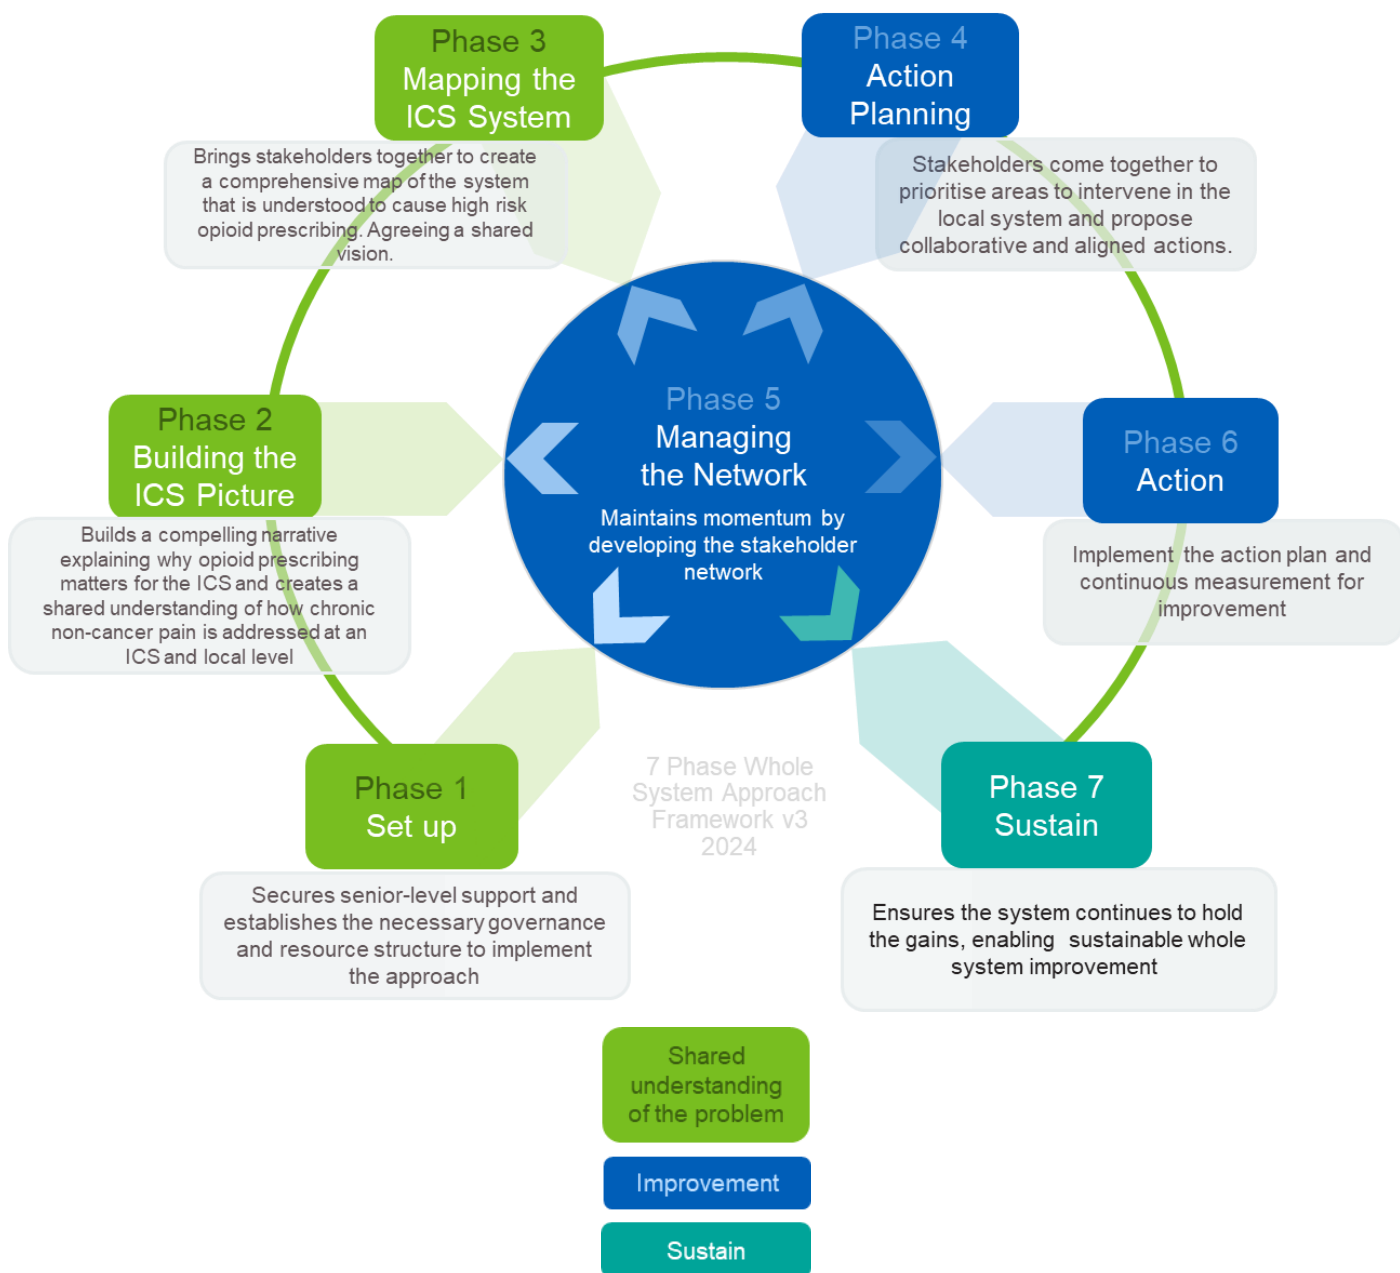 Phase 3
Mapping the
ICS System
Brings stakeholders together to create
a comprehensive map of the system
that is understood to cause high risk
opioid prescribing. Agreeing a shared
vision.
Phase 4
Action
Planning
Stakeholders come together to
prioritise areas to intervene in the
local system and propose
collaborative and aligned actions.
Phase 2
Building the
ICS Picture
Builds a compelling narrative
explaining why opioid prescribing
matters for the ICS and creates a
shared understanding of how chronic
non-cancer pain is addressed at an
ICS and local level
Phase 5
Managing
the Network
Maintains momentum by
developing the stakeholder
network
Phase 6
Action
Implement the action plan and
continuous measurement for
improvement
Phase 1
Set up
Secures senior-level support and
establishes the necessary governance
and resource structure to implement
the approach
7 Phase Whole
System Approach
Framework v3
2024
Phase 7
Sustain
Ensures the system continues to hold
the gains, enabling sustainable whole
system improvement
Shared
understanding
of the problem
Improvement
Sustain